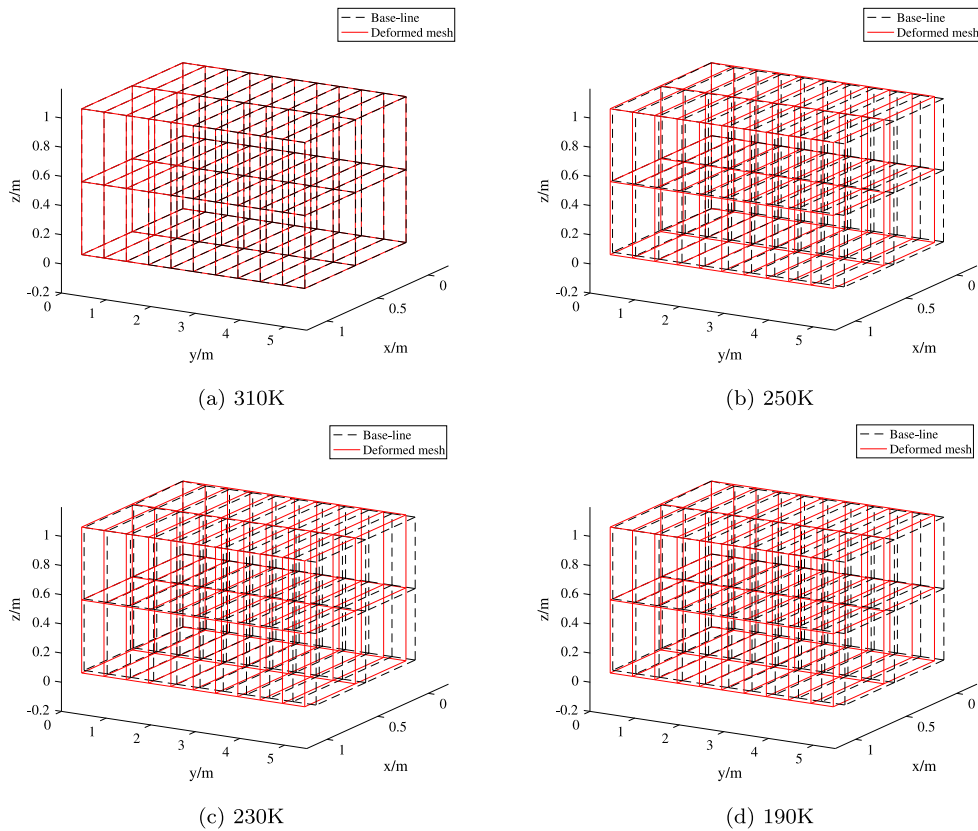 Base-line
Deformed mesh
1
0.8
0.6
0.4
0.2
0
-0.2
z/m
0
1
2
3
4
5
y/m
1
0.5
0
x/m
(a) 310K
Base-line
Deformed mesh
1
0.8
0.6
0.4
0.2
0
-0.2
z/m
0
1
2
3
4
5
y/m
1
0.5
0
x/m
(b) 250K
Base-line
Deformed mesh
1
0.8
0.6
0.4
0.2
0
-0.2
z/m
0
1
2
3
4
5
y/m
1
0.5
0
x/m
(c) 230K
Base-line
Deformed mesh
1
0.8
0.6
0.4
0.2
0
-0.2
z/m
0
1
2
3
4
5
y/m
1
0.5
0
x/m
(d) 190K